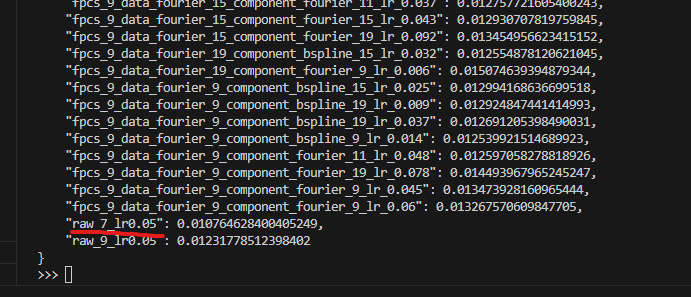 "fpcs_9_data_fourier_15_component_fourier_11_lr_0.037": 0.012757721605400243,
"fpcs_9_data_fourier_15_component_fourier_15_lr_0.043": 0.012930707819759845,
"fpcs_9_data_fourier_15_component_fourier_19_lr_0.092": 0.013454956623415152,
"fpcs_9_data_fourier_19_component_bspline_15_lr_0.032": 0.012554878120621045,
"fpcs_9_data_fourier_19_component_fourier_9_lr_0.006": 0.015074639394879344,
"fpcs_9_data_fourier_9_component_bspline_15_lr_0.025": 0.012994168636699518,
"fpcs_9_data_fourier_9_component_bspline_19_lr_0.009": 0.012924847441414993,
"fpcs_9_data_fourier_9_component_bspline_19_lr_0.037": 0.012691205398490031,
"fpcs_9_data_fourier_9_component_bspline_9_lr_0.014": 0.012539921514689923,
"fpcs_9_data_fourier_9_component_fourier_11_lr_0.048": 0.012597058278818926,
"fpcs_9_data_fourier_9_component_fourier_19_lr_0.078": 0.014493967965245247,
"fpcs_9_data_fourier_9_component_fourier_9_lr_0.045": 0.013473928160965444,
"fpcs_9_data_fourier_9_component_fourier_9_lr_0.06": 0.013267570609847705,
"raw_7_lr0.05": 0.010764628400405249,
"raw_9_lr0.05": 0.01231778512398402
}
>>>